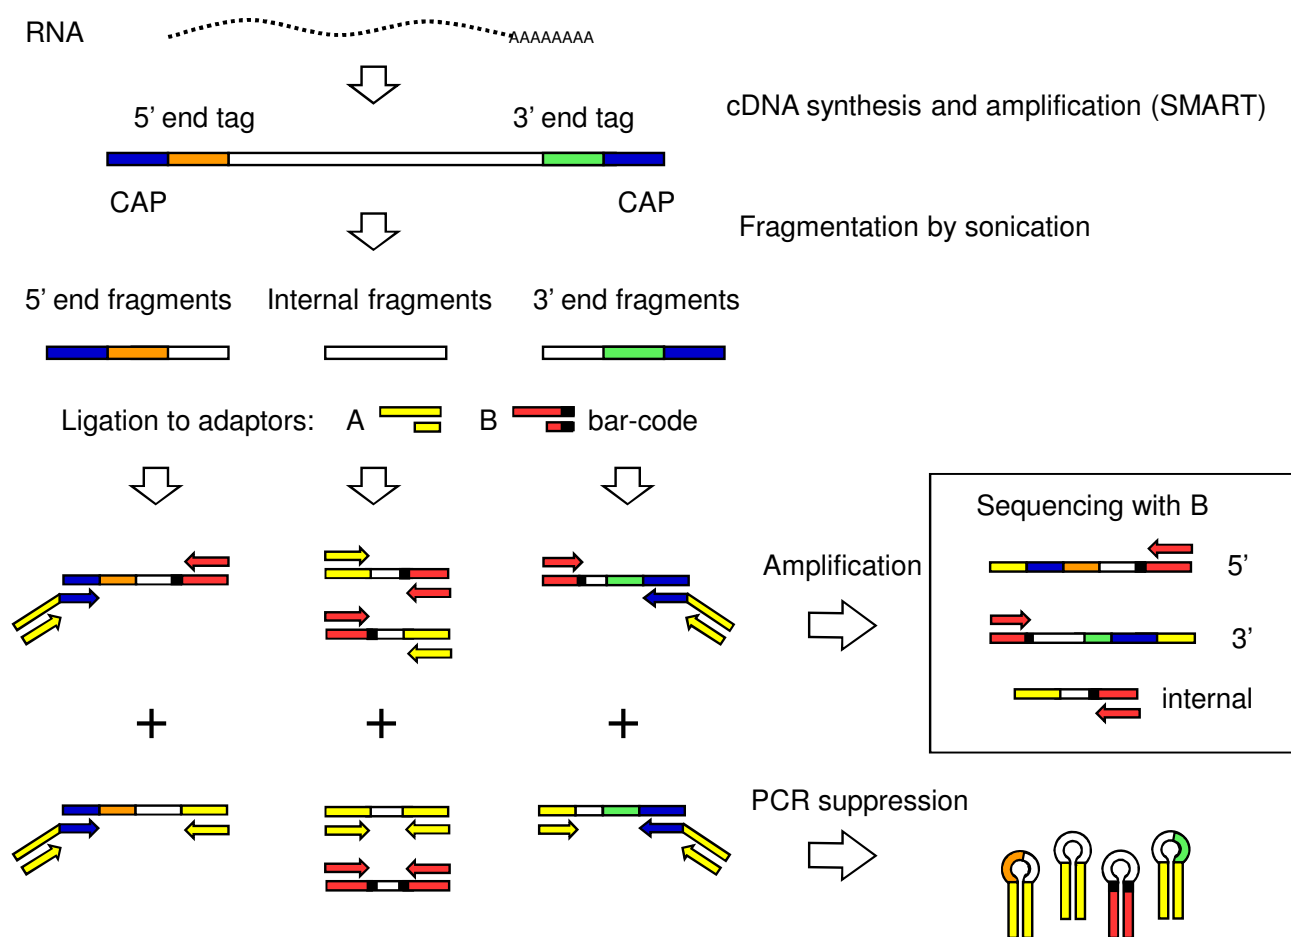 RNA
AAAAAAAA
cDNA synthesis and amplification (SMART)
5’ end tag
3’ end tag
CAP
CAP
Fragmentation by sonication
5’ end fragments
Internal fragments
3’ end fragments
Ligation to adaptors:
A
B
bar-code
Sequencing with B
Amplification
5’
3’
internal
+
+
+
PCR suppression